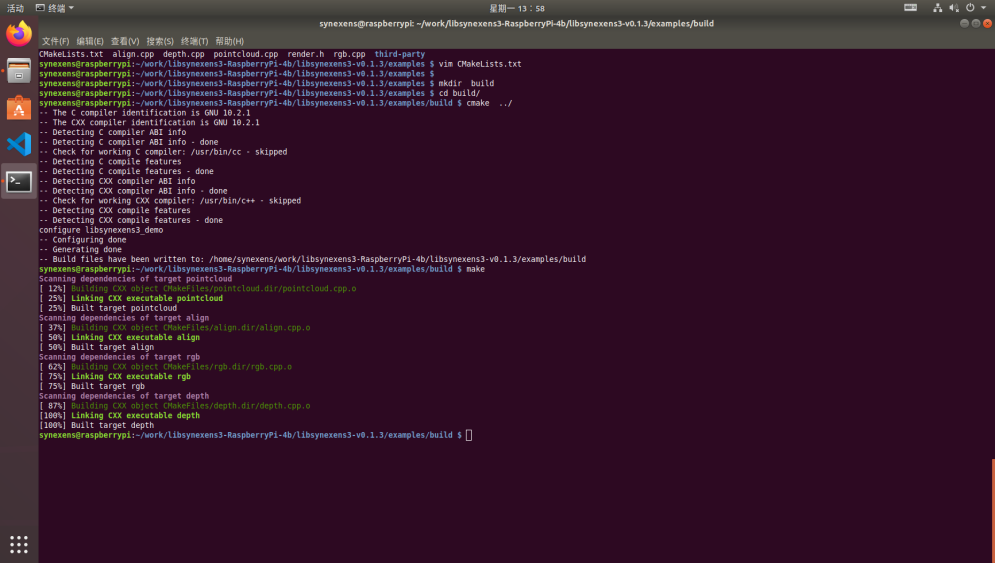 活动 终端 星期一 13：58
synexens@raspberrypi: ~/work/libsynexens3-RaspberryPi-4b/libsynexens3-v0.1.3/examples/build
文件(F) 编辑(E) 查看(V) 搜索(S) 终端(T) 帮助(H)
CMakeLists.txt  align.cpp  depth.cpp  pointcloud.cpp  render.h  rgb.cpp  third-party
synexens@raspberrypi:~/work/libsynexens3-RaspberryPi-4b/libsynexens3-v0.1.3/examples $ vim CMakeLists.txt
synexens@raspberrypi:~/work/libsynexens3-RaspberryPi-4b/libsynexens3-v0.1.3/examples $
synexens@raspberrypi:~/work/libsynexens3-RaspberryPi-4b/libsynexens3-v0.1.3/examples $ mkdir  build
synexens@raspberrypi:~/work/libsynexens3-RaspberryPi-4b/libsynexens3-v0.1.3/examples $ cd build/
synexens@raspberrypi:~/work/libsynexens3-RaspberryPi-4b/libsynexens3-v0.1.3/examples/build $ cmake  ../
-- The C compiler identification is GNU 10.2.1
-- The CXX compiler identification is GNU 10.2.1
-- Detecting C compiler ABI info
-- Detecting C compiler ABI info - done
-- Check for working C compiler: /usr/bin/cc - skipped
-- Detecting C compile features
-- Detecting C compile features - done
-- Detecting CXX compiler ABI info
-- Detecting CXX compiler ABI info - done
-- Check for working CXX compiler: /usr/bin/c++ - skipped
-- Detecting CXX compile features
-- Detecting CXX compile features - done
configure libsynexens3_demo
-- Configuring done
-- Generating done
-- Build files have been written to: /home/synexens/work/libsynexens3-RaspberryPi-4b/libsynexens3-v0.1.3/examples/build
synexens@raspberrypi:~/work/libsynexens3-RaspberryPi-4b/libsynexens3-v0.1.3/examples/build $ make
Scanning dependencies of target pointcloud
[ 12%] Building CXX object CMakeFiles/pointcloud.dir/pointcloud.cpp.o
[ 25%] Linking CXX executable pointcloud
[ 25%] Built target pointcloud
Scanning dependencies of target align
[ 37%] Building CXX object CMakeFiles/align.dir/align.cpp.o
[ 50%] Linking CXX executable align
[ 50%] Built target align
Scanning dependencies of target rgb
[ 62%] Building CXX object CMakeFiles/rgb.dir/rgb.cpp.o
[ 75%] Linking CXX executable rgb
[ 75%] Built target rgb
Scanning dependencies of target depth
[ 87%] Building CXX object CMakeFiles/depth.dir/depth.cpp.o
[100%] Linking CXX executable depth
[100%] Built target depth
synexens@raspberrypi:~/work/libsynexens3-RaspberryPi-4b/libsynexens3-v0.1.3/examples/build $